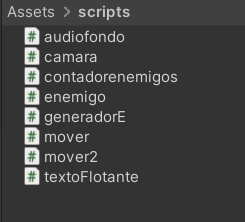 Assets > scripts
audiofondo
camara
contadorenemigos
enemigo
generadorE
mover
mover2
textoFlotante